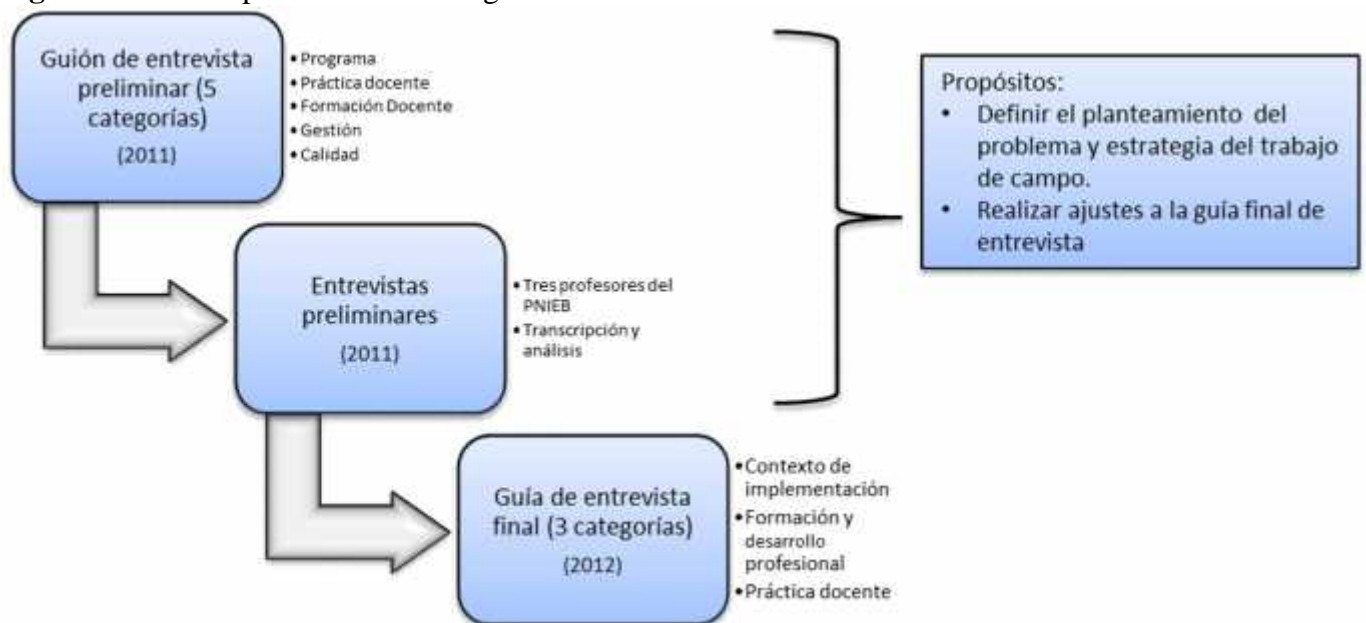 Guión de entrevista
preliminar (5
categorías)
(2011)
• Programa
• Práctica docente
• Formación Docente
• Gestión
• Calidad
Propósitos:
• Definir el planteamiento del
problema y estrategia del trabajo
de campo.
• Realizar ajustes a la guía final de
entrevista
Entrevistas
preliminares
(2011)
• Tres profesores del
PNIEB
• Transcripción y
análisis
Guía de entrevista
final (3 categorías)
(2012)
• Contexto de
implementación
• Formación y
desarrollo
profesional
• Práctica docente